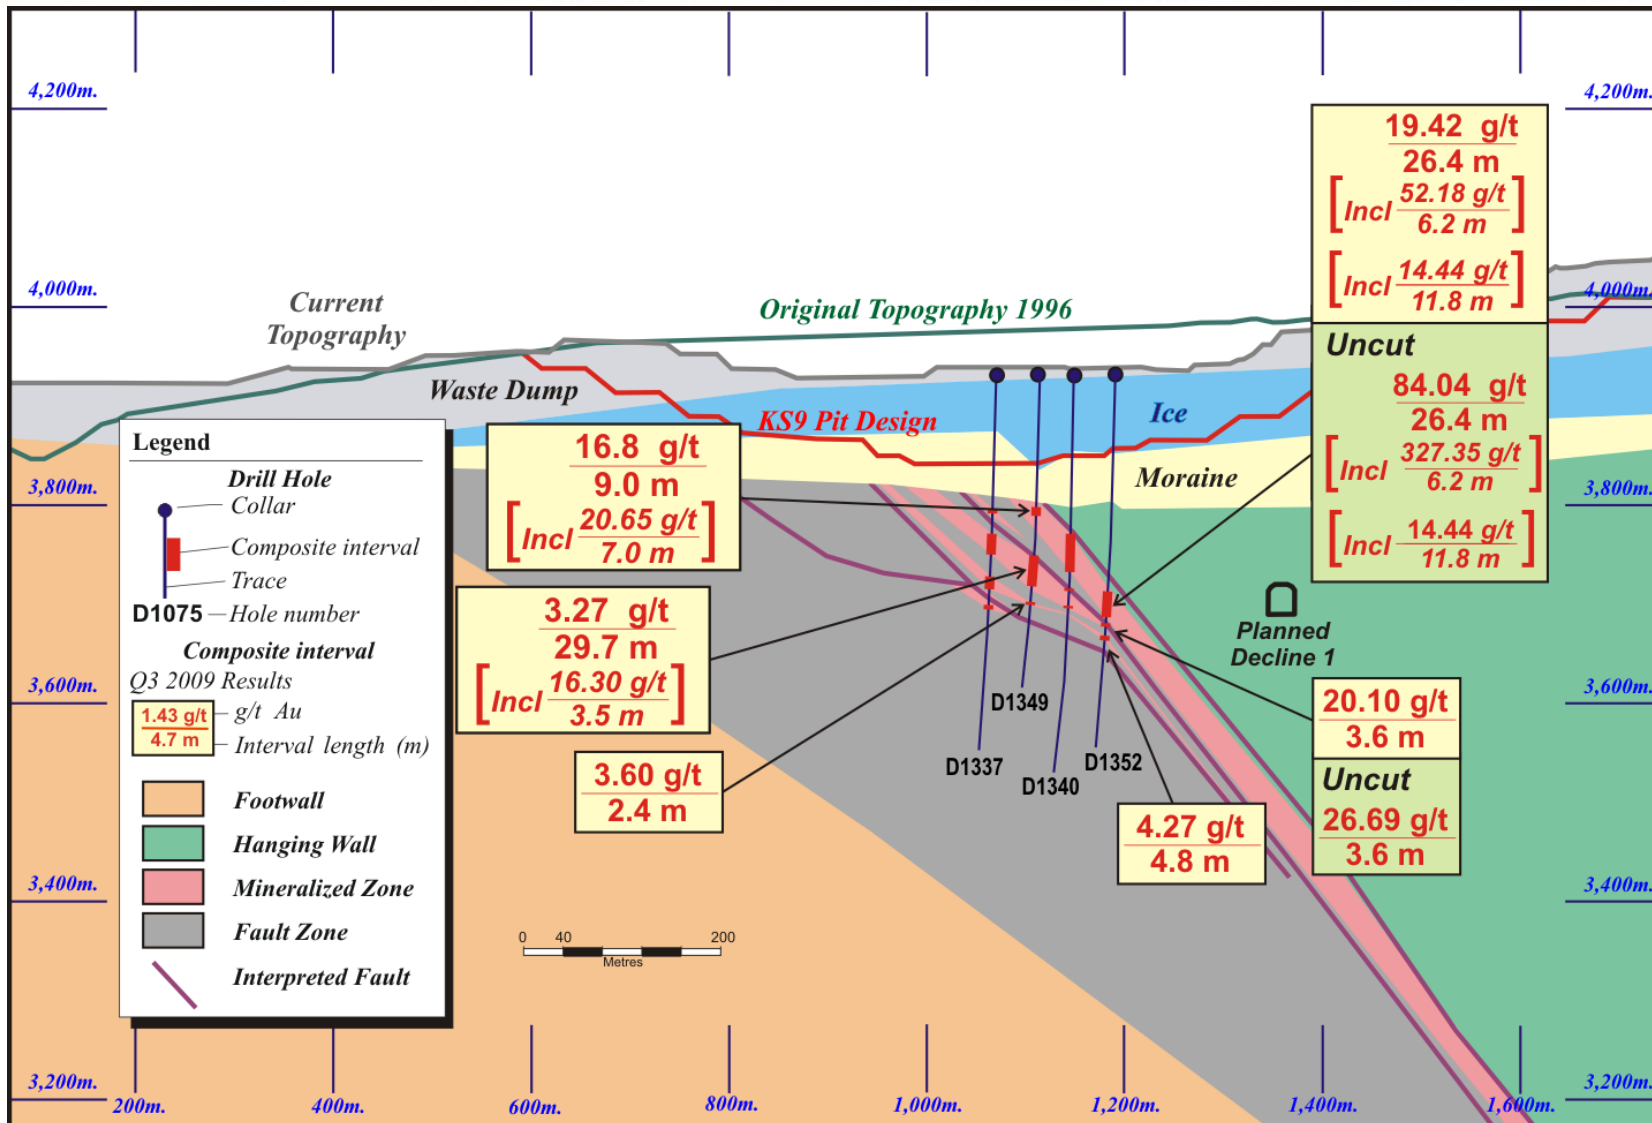 4,200m.
4,200m.
19.42 g/t
26.4 m
[Incl 52.18 g/t
6.2 m]
[Incl 14.44 g/t
11.8 m]
4,000m.
4,000m.
Current
Topography
Original Topography 1996
Uncut
84.04 g/t
26.4 m
[Incl 327.35 g/t
6.2 m]
[Incl 14.44 g/t
11.8 m]
Waste Dump
KS9 Pit Design
Ice
Moraine
3,800m.
3,800m.
16.8 g/t
9.0 m
[Incl 20.65 g/t
7.0 m]
3.27 g/t
29.7 m
[Incl 16.30 g/t
3.5 m]
3.60 g/t
2.4 m
Planned
Decline 1
3,600m.
3,600m.
D1349
D1337
D1340
D1352
20.10 g/t
3.6 m
Uncut
26.69 g/t
3.6 m
4.27 g/t
4.8 m
Legend
Drill Hole
Collar
Composite interval
Trace
D1075
Hole number
Composite interval
Q3 2009 Results
1.43 g/t
4.7 m
g/t Au
Interval length (m)
Footwall
Hanging Wall
Mineralized Zone
Fault Zone
Interpreted Fault
3,400m.
3,400m.
0 40 200
Metres
3,200m.
3,200m.
200m.
400m.
600m.
800m.
1,000m.
1,200m.
1,400m.
1,600m.